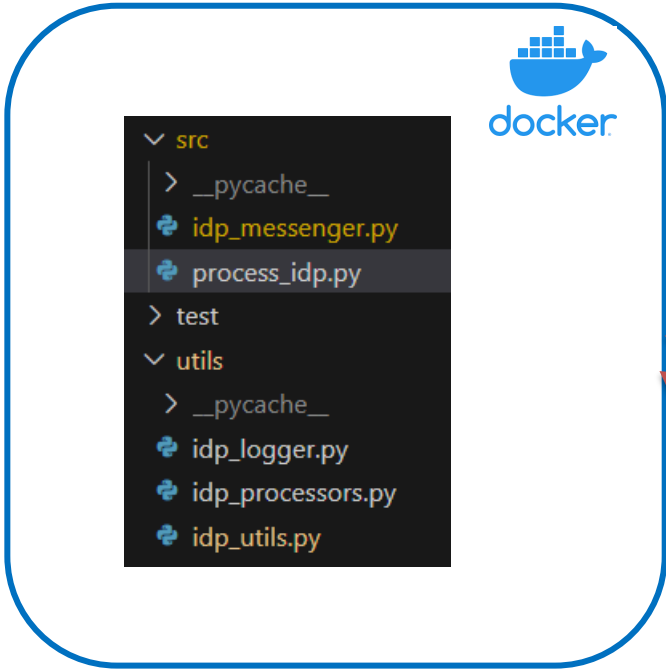 docker
src
__pycache__
idp_messenger.py
process_idp.py
test
utils
__pycache__
idp_logger.py
idp_processors.py
idp_utils.py